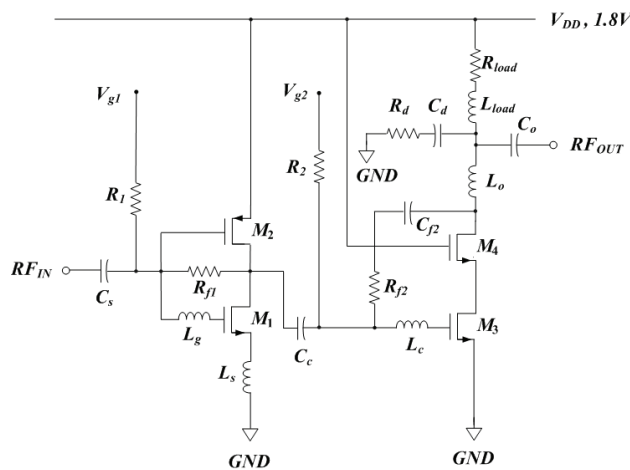 V_DD , 1.8V
R_load
V_g1
V_g2
R_d
C_d
L_load
C_o
RF_OUT
GND
R_1
R_2
L_o
C_f2
M_2
M_4
RF_IN
C_s
R_f1
R_f2
M_1
M_3
L_g
C_c
L_c
L_s
GND
GND